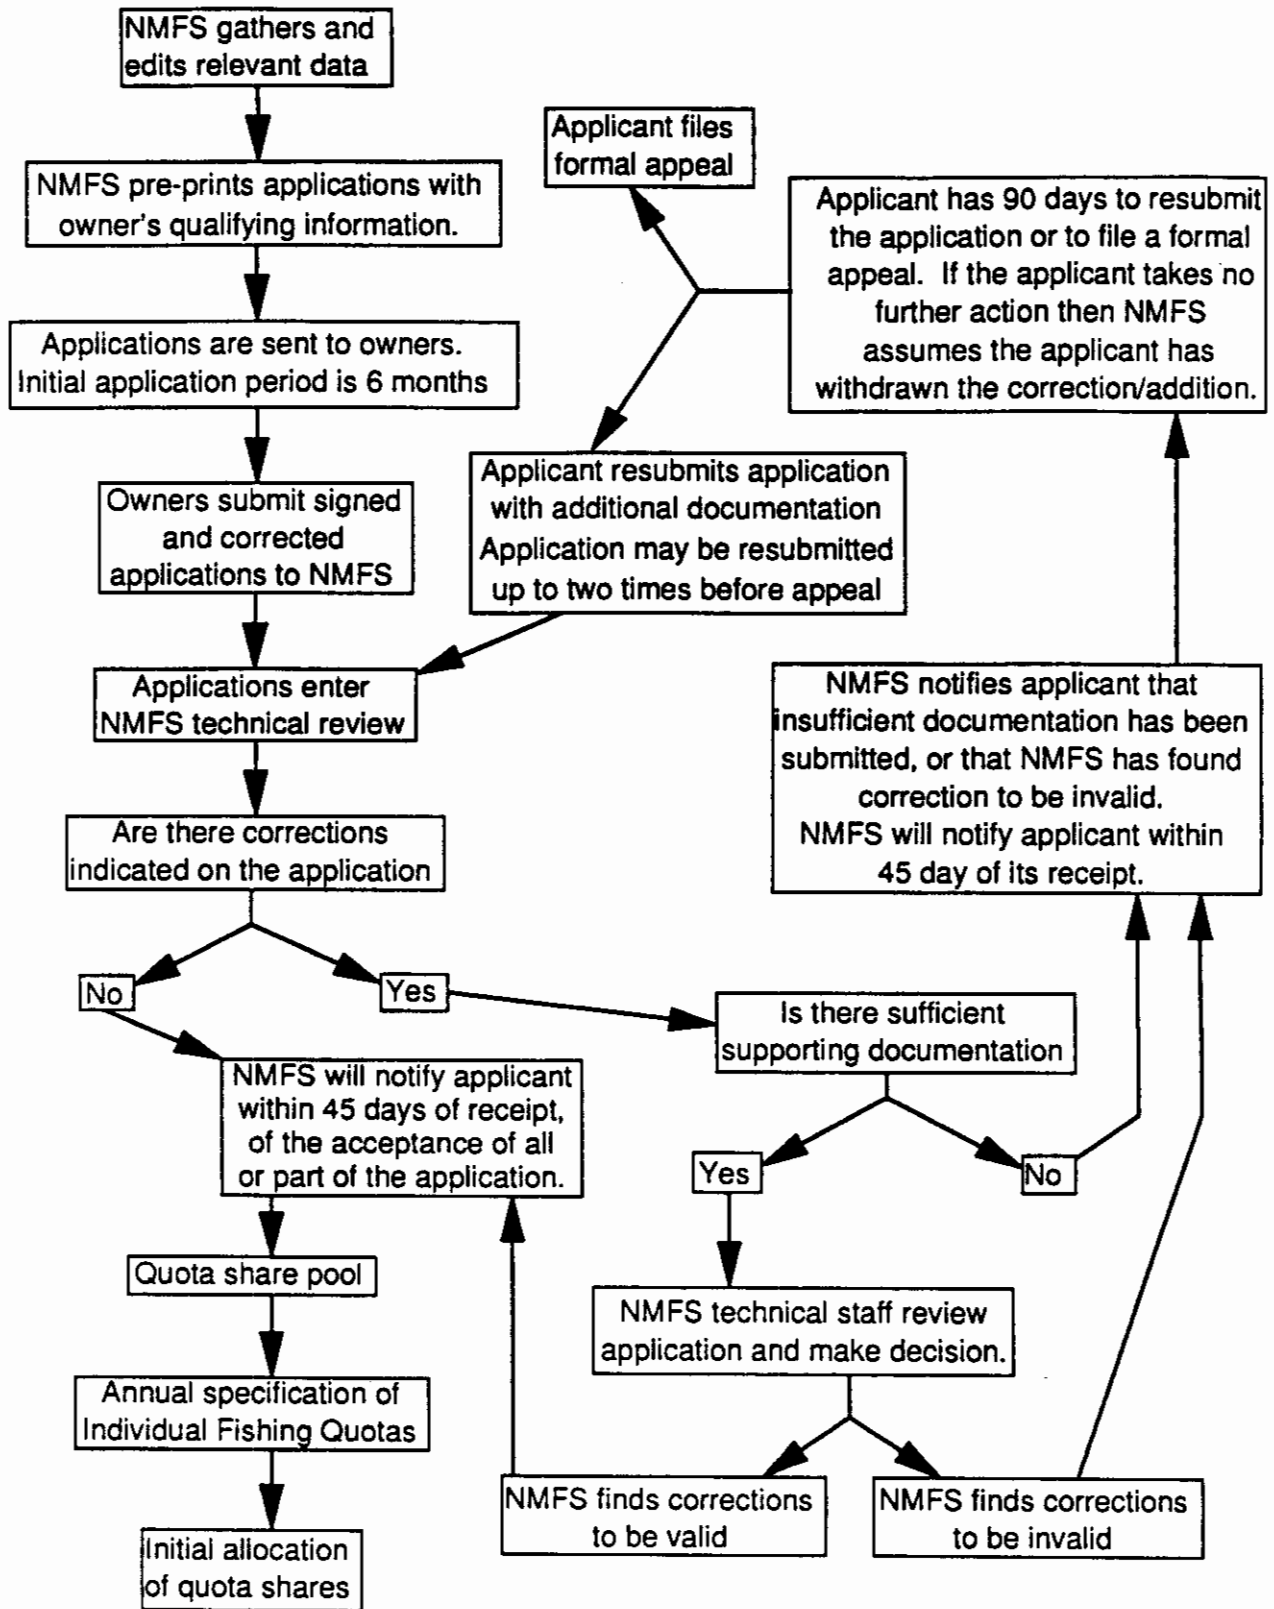 NMFS gathers and
edits relevant data
Applicant files
formal appeal
NMFS pre-prints applications with
owner's qualifying information.
Applicant has 90 days to resubmit
the application or to file a formal
appeal. If the applicant takes no
further action then NMFS
assumes the applicant has
withdrawn the correction/addition.
Applications are sent to owners.
Initial application period is 6 months
Owners submit signed
and corrected
applications to NMFS
Applicant resubmits application
with additional documentation
Application may be resubmitted
up to two times before appeal
Applications enter
NMFS technical review
NMFS notifies applicant that
insufficient documentation has been
submitted, or that NMFS has found
correction to be invalid.
NMFS will notify applicant within
45 day of its receipt.
Are there corrections
indicated on the application
No
Yes
Is there sufficient
supporting documentation
NMFS will notify applicant
within 45 days of receipt,
of the acceptance of all
or part of the application.
Yes
No
Quota share pool
NMFS technical staff review
application and make decision.
Annual specification of
Individual Fishing Quotas
NMFS finds corrections
to be valid
NMFS finds corrections
to be invalid
Initial allocation
of quota shares